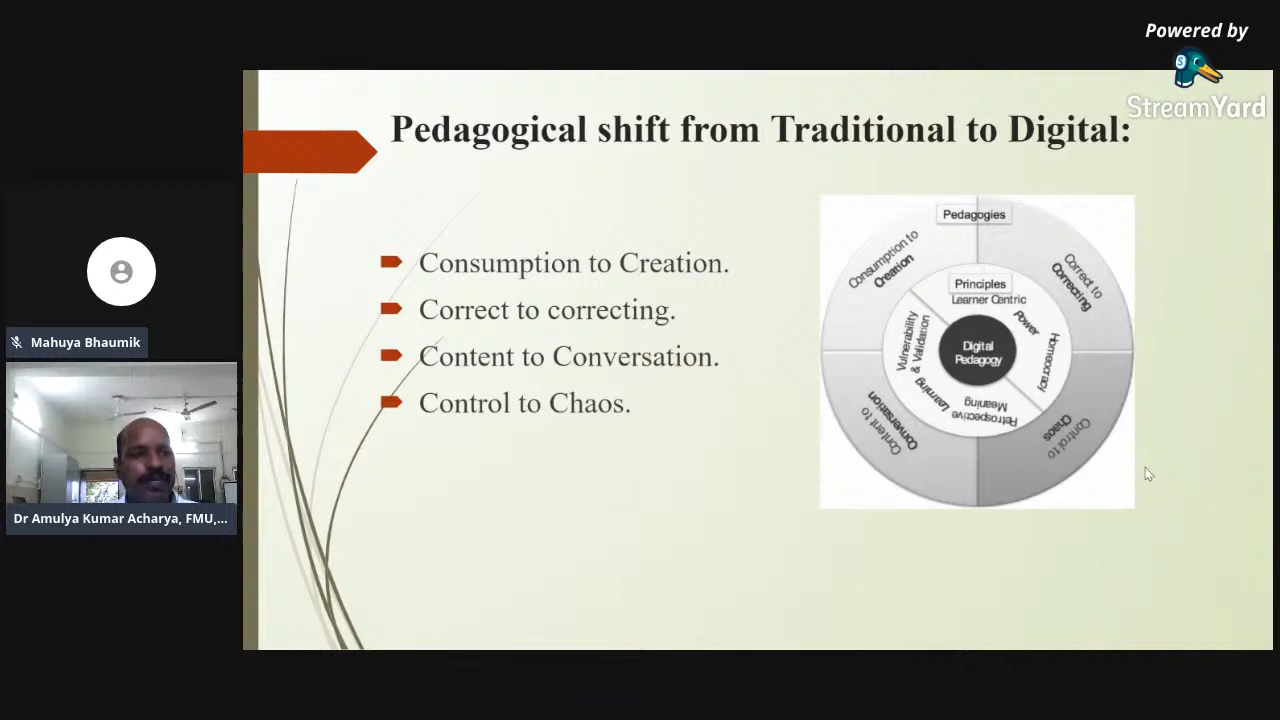 Powered by
StreamYard
Pedagogical shift from Traditional to Digital:
Consumption to Creation.
Correct to correcting.
Content to Conversation.
Control to Chaos.
Pedagogies
Consumption to
Creation
Correct to
Correcting
Principles
Learner Centric
Power
Homecracy
Vulnerability
& Validation
Learning
Digital
Pedagogy
Meaning
Retrospective
Content to
Conversation
Control to
Chaos
Mahuya Bhaumik
Dr Amulya Kumar Acharya, FMU,...